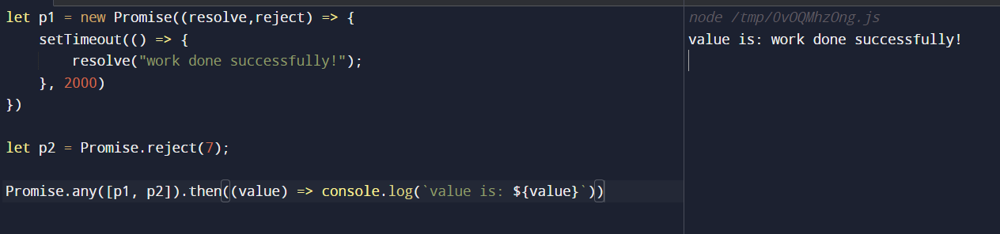 let p1 = new Promise((resolve,reject) => {
    setTimeout(() => {
        resolve("work done successfully!");
    }, 2000)
})
let p2 = Promise.reject(7);
Promise.any([p1, p2]).then((value) => console.log(`value is: ${value}`))
node /tmp/0vOQMhzOng.js
value is: work done successfully!